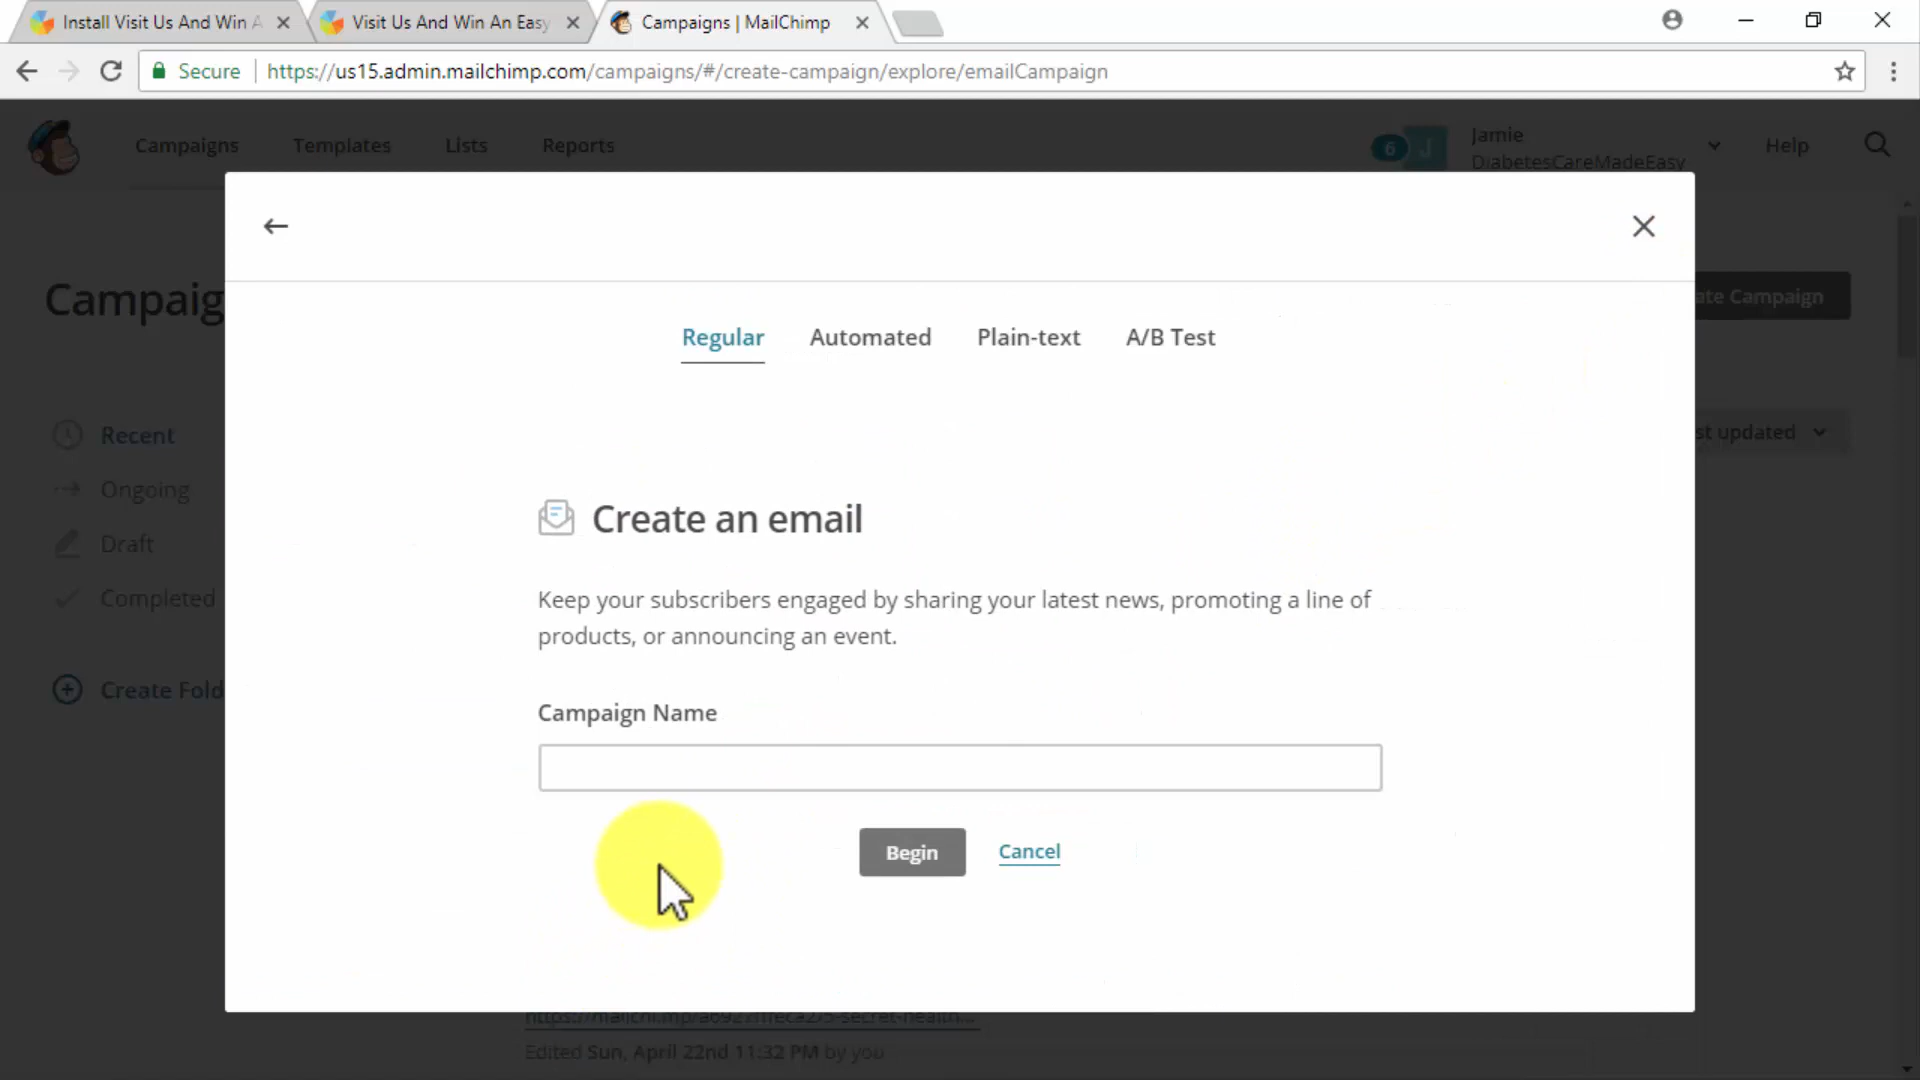 Install Visit Us And Win A
Visit Us And Win An Easy
Campaigns | MailChimp
Secure
https://us15.admin.mailchimp.com/campaigns/#/create-campaign/explore/emailCampaign
Campaigns
Templates
Lists
Reports
6
J
Jamie
DiabetesCareMadeEasy
Help
Campaig
ate Campaign
Regular
Automated
Plain-text
A/B Test
Recent
st updated
Ongoing
Draft
Completed
Create Fold
Create an email
Keep your subscribers engaged by sharing your latest news, promoting a line of
products, or announcing an event.
Campaign Name
Begin
Cancel
Edited Sun, April 22nd 11:32 PM by you